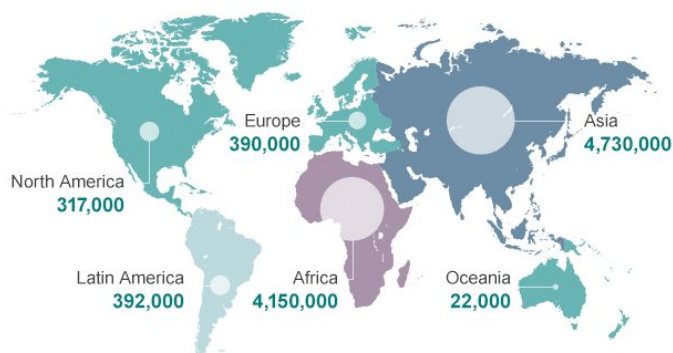 Europe
390,000
Asia
4,730,000
North America
317,000
Latin America
392,000
Africa
4,150,000
Oceania
22,000